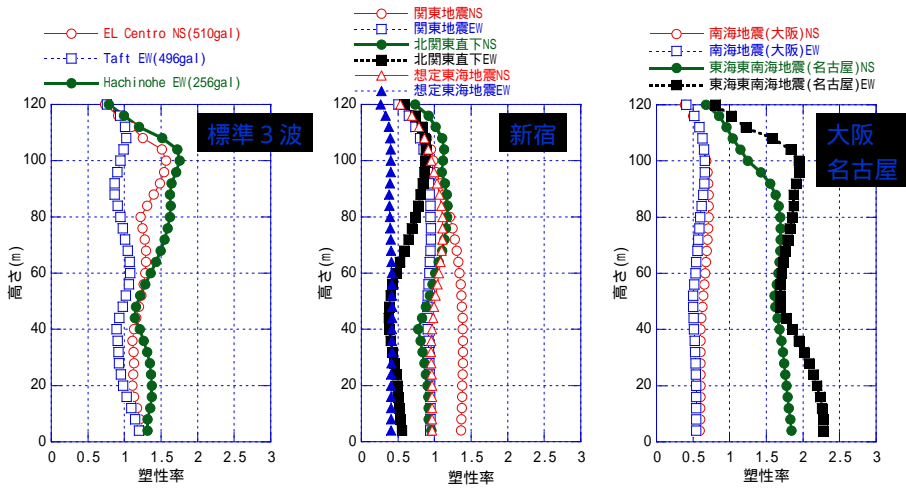 EL Centro NS(510gal)
Taft EW(496gal)
Hachinohe EW(256gal)
標準３波
120
100
80
60
40
20
0
高さ(m)
0
0.5
1
1.5
2
2.5
3
塑性率
関東地震NS
関東地震EW
北関東直下NS
北関東直下EW
想定東海地震NS
想定東海地震EW
新宿
120
100
80
60
40
20
0
高さ(m)
0
0.5
1
1.5
2
2.5
3
塑性率
南海地震(大阪)NS
南海地震(大阪)EW
東海東南海地震(名古屋)NS
東海東南海地震(名古屋)EW
大阪
名古屋
120
100
80
60
40
20
0
高さ(m)
0
0.5
1
1.5
2
2.5
3
塑性率